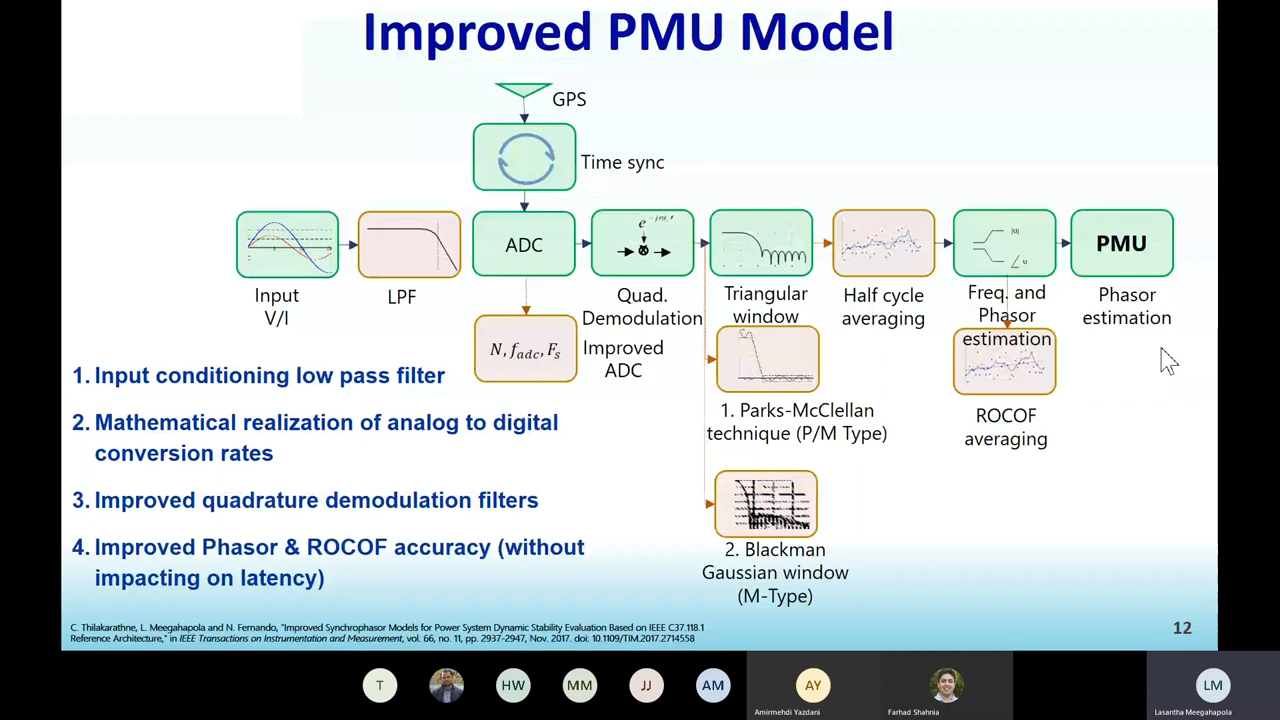 Improved PMU Model
GPS
Time sync
ADC
|u|
∠u
PMU
Input
V/I
LPF
Quad.
Demodulation
Triangular
window
Half cycle
averaging
Freq. and
Phasor
estimation
Phasor
estimation
N, f_adc, F_s
Improved
ADC
1. Parks-McClellan
technique (P/M Type)
ROCOF
averaging
2. Blackman
Gaussian window
(M-Type)
1. Input conditioning low pass filter
2. Mathematical realization of analog to digital
conversion rates
3. Improved quadrature demodulation filters
4. Improved Phasor & ROCOF accuracy (without
impacting on latency)
C. Thilakarathne, L. Meegahapola and N. Fernando, "Improved Synchrophasor Models for Power System Dynamic Stability Evaluation Based on IEEE C37.118.1
Reference Architecture," in IEEE Transactions on Instrumentation and Measurement, vol. 66, no. 11, pp. 2937-2947, Nov. 2017. doi: 10.1109/TIM.2017.2714558
12
T
HW
MM
JJ
AM
AY
LM
Amirmehdi Yazdani
Farhad Shahnia
Lasantha Meegahapola